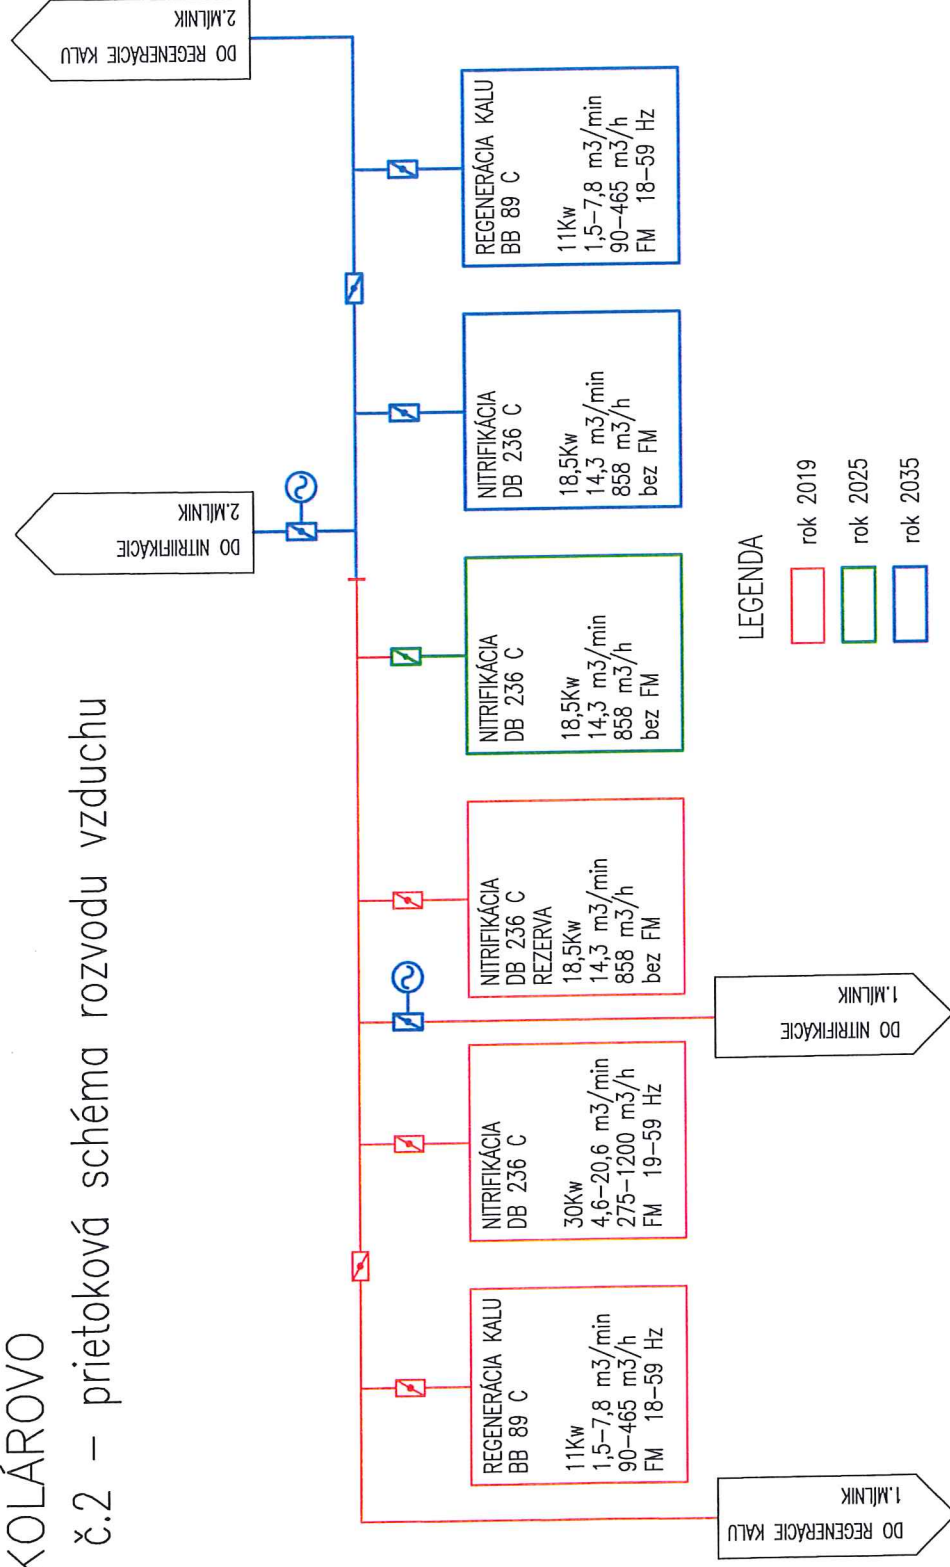 KOLÁROVO
č.2 – prietoková schéma rozvodu vzduchu
DO REGENERÁCIE KALU
1.MÍLNIK
REGENERÁCIA KALU
BB 89 C
11Kw
1,5–7,8 m3/min
90–465 m3/h
FM 18–59 Hz
NITRIFIKÁCIA
DB 236 C
30Kw
4,6–20,6 m3/min
275–1200 m3/h
FM 19–59 Hz
DO NITRIFIKÁCIE
1.MÍLNIK
NITRIFIKÁCIA
DB 236 C
REZERVA
18,5Kw
14,3 m3/min
858 m3/h
bez FM
NITRIFIKÁCIA
DB 236 C
18,5Kw
14,3 m3/min
858 m3/h
bez FM
DO NITRIIFIKÁCIE
2.MÍLNIK
NITRIFIKÁCIA
DB 236 C
18,5Kw
14,3 m3/min
858 m3/h
bez FM
REGENERÁCIA KALU
BB 89 C
11Kw
1,5–7,8 m3/min
90–465 m3/h
FM 18–59 Hz
DO REGENERÁCIE KALU
2.MÍLNIK
LEGENDA
rok 2019
rok 2025
rok 2035